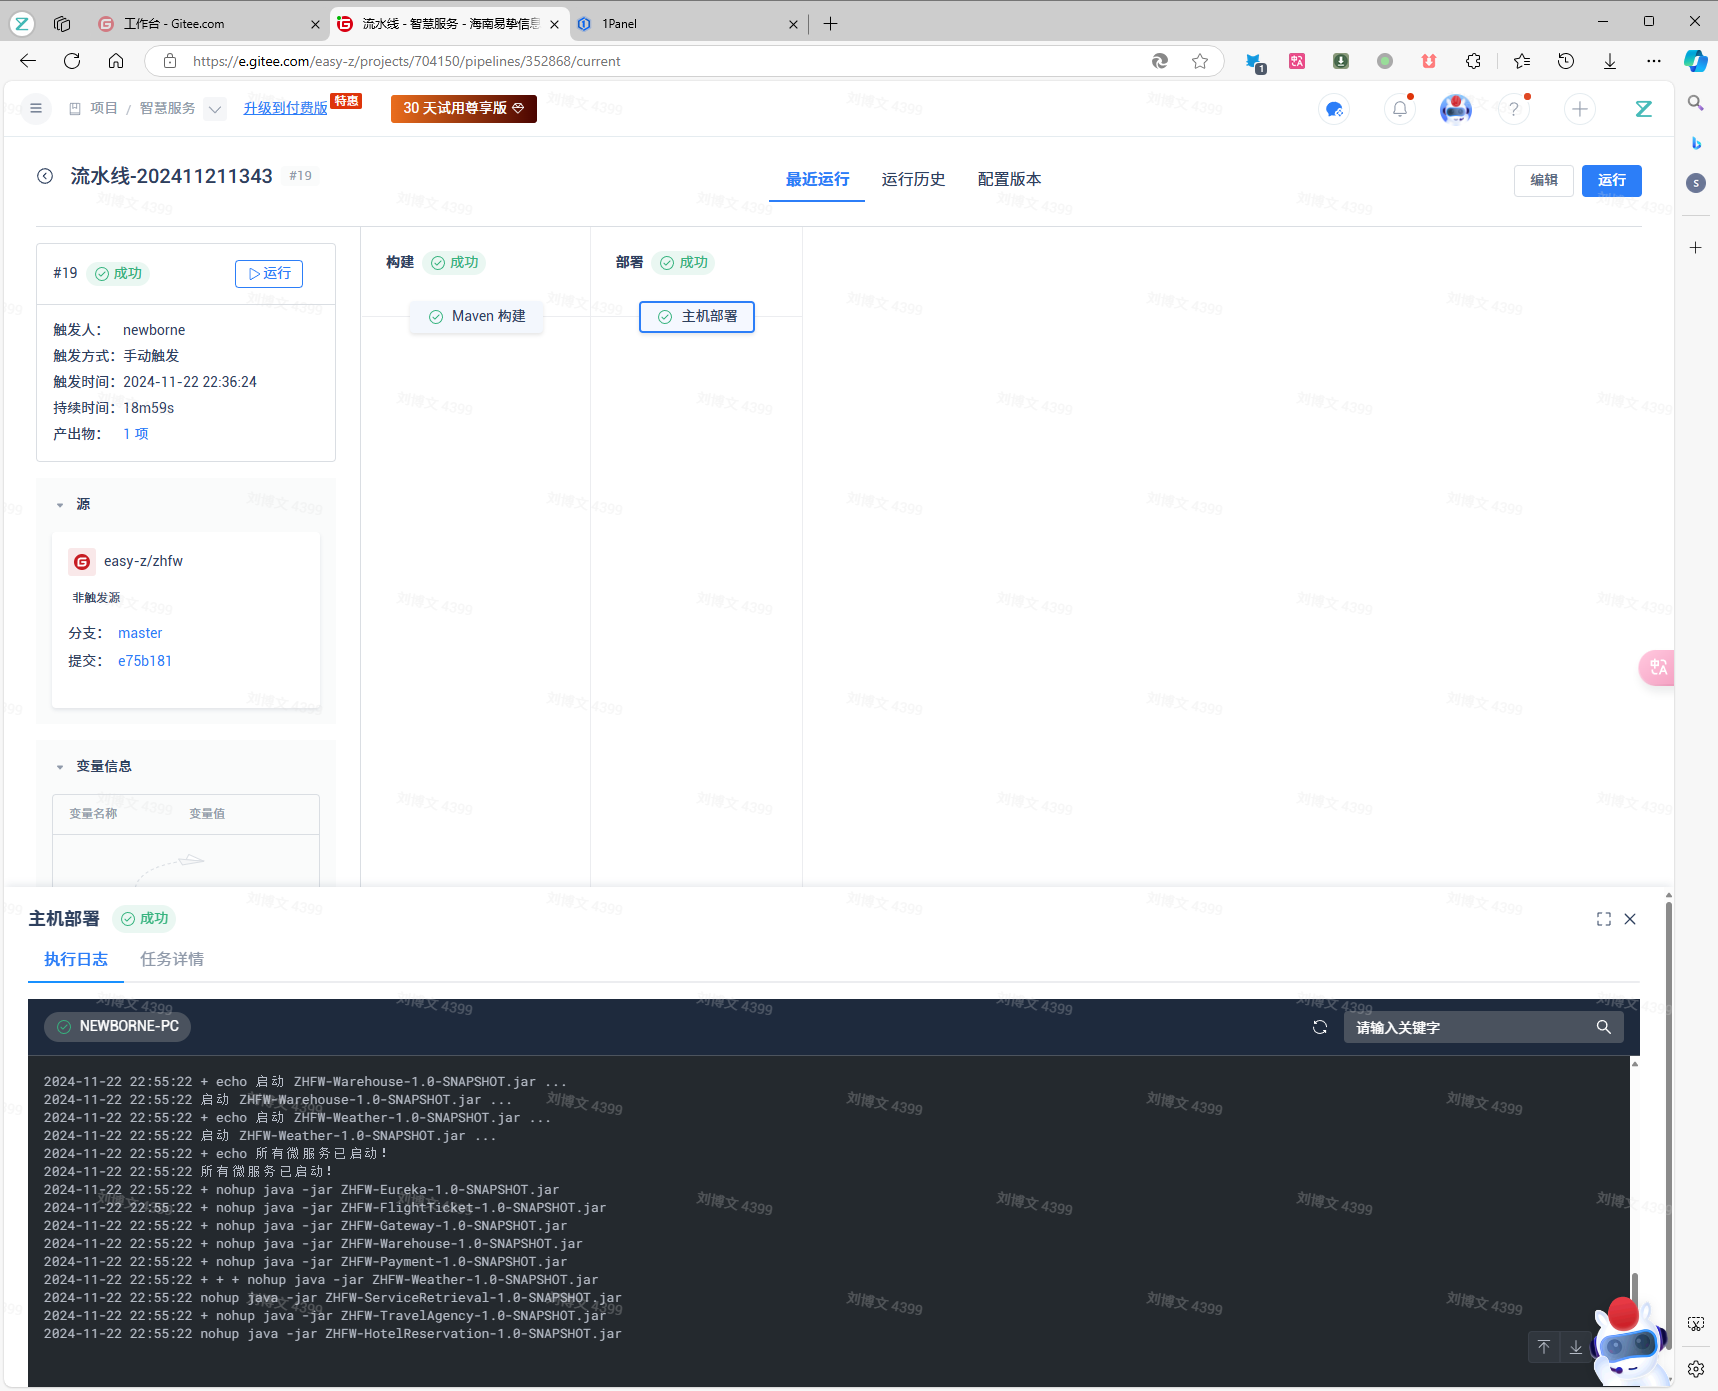 工作台 - Gitee.com
流水线 - 智慧服务 - 海南易挚信息
1Panel
https://e.gitee.com/easy-z/projects/704150/pipelines/352868/current
1
项目 / 智慧服务
升级到付费版
特惠
30 天试用尊享版
流水线-202411211343
#19
最近运行
运行历史
配置版本
编辑
运行
#19
成功
运行
触发人：
newborne
触发方式：
手动触发
触发时间：
2024-11-22 22:36:24
持续时间：
18m59s
产出物：
1 项
构建
成功
Maven 构建
部署
成功
主机部署
源
easy-z/zhfw
非触发源
分支：
master
提交：
e75b181
变量信息
变量名称
变量值
主机部署
成功
执行日志
任务详情
NEWBORNE-PC
请输入关键字
2024-11-22 22:55:22 + echo 启动 ZHFW-Warehouse-1.0-SNAPSHOT.jar ...
2024-11-22 22:55:22 启动 ZHFW-Warehouse-1.0-SNAPSHOT.jar ...
2024-11-22 22:55:22 + echo 启动 ZHFW-Weather-1.0-SNAPSHOT.jar ...
2024-11-22 22:55:22 启动 ZHFW-Weather-1.0-SNAPSHOT.jar ...
2024-11-22 22:55:22 + echo 所有微服务已启动！
2024-11-22 22:55:22 所有微服务已启动！
2024-11-22 22:55:22 + nohup java -jar ZHFW-Eureka-1.0-SNAPSHOT.jar
2024-11-22 22:55:22 + nohup java -jar ZHFW-FlightTicket-1.0-SNAPSHOT.jar
2024-11-22 22:55:22 + nohup java -jar ZHFW-Gateway-1.0-SNAPSHOT.jar
2024-11-22 22:55:22 + nohup java -jar ZHFW-Warehouse-1.0-SNAPSHOT.jar
2024-11-22 22:55:22 + nohup java -jar ZHFW-Payment-1.0-SNAPSHOT.jar
2024-11-22 22:55:22 + + + nohup java -jar ZHFW-Weather-1.0-SNAPSHOT.jar
2024-11-22 22:55:22 nohup java -jar ZHFW-ServiceRetrieval-1.0-SNAPSHOT.jar
2024-11-22 22:55:22 + nohup java -jar ZHFW-TravelAgency-1.0-SNAPSHOT.jar
2024-11-22 22:55:22 nohup java -jar ZHFW-HotelReservation-1.0-SNAPSHOT.jar
刘博文 4399